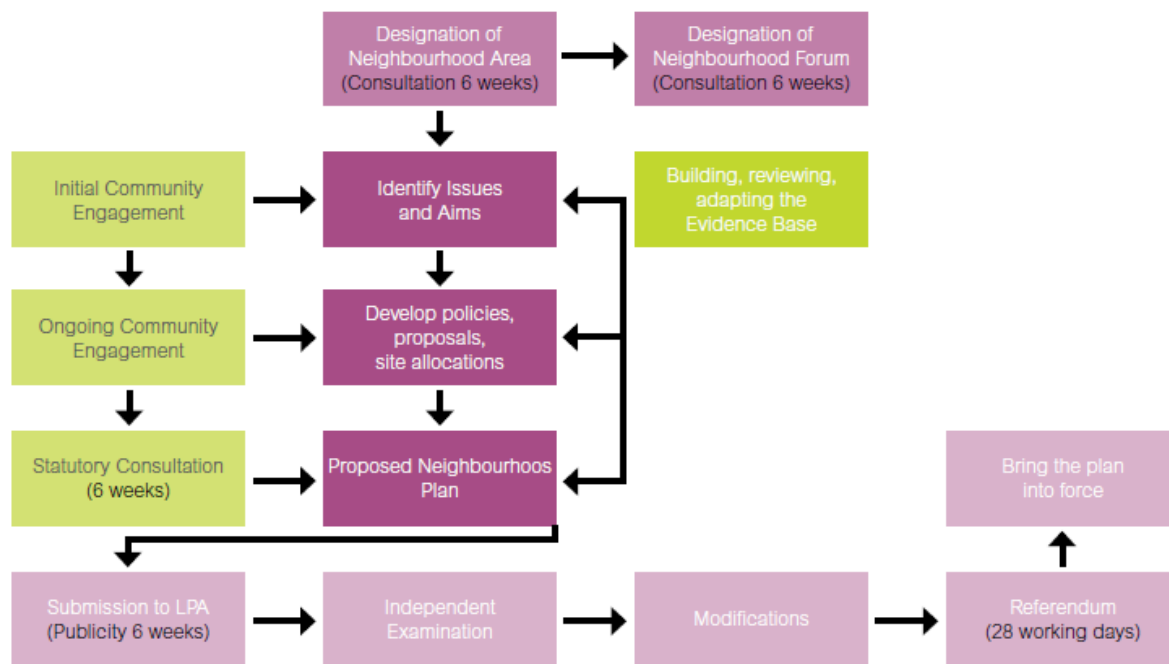 Designation of
Neighbourhood Area
(Consultation 6 weeks)
Designation of
Neighbourhood Forum
(Consultation 6 weeks)
Initial Community
Engagement
Identify Issues
and Aims
Building, reviewing,
adapting the
Evidence Base
Ongoing Community
Engagement
Develop policies,
proposals,
site allocations
Statutory Consultation
(6 weeks)
Proposed Neighbourhoos
Plan
Bring the plan
into force
Submission to LPA
(Publicity 6 weeks)
Independent
Examination
Modifications
Referendum
(28 working days)